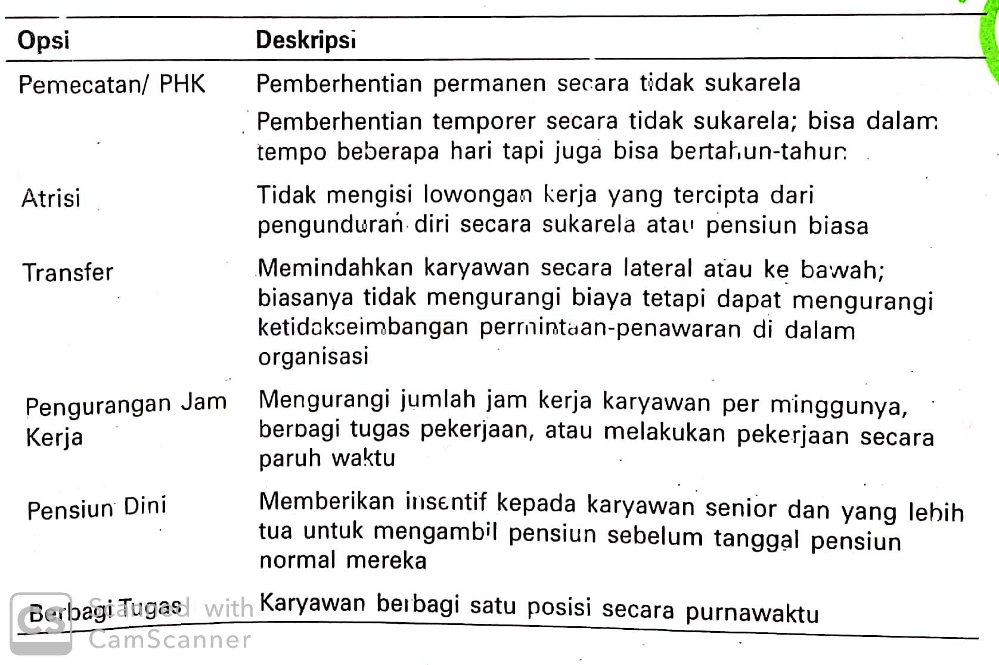 Opsi Deskripsi
Pemecatan/ PHK Pemberhentian permanen secara tidak sukarela
Pemberhentian temporer secara tidak sukarela; bisa dalam
tempo beberapa hari tapi juga bisa bertahun-tahun
Atrisi Tidak mengisi lowongan kerja yang tercipta dari
pengunduran diri secara sukarela atau pensiun biasa
Transfer Memindahkan karyawan secara lateral atau ke bawah;
biasanya tidak mengurangi biaya tetapi dapat mengurangi
ketidakseimbangan permintaan-penawaran di dalam
organisasi
Pengurangan Jam Mengurangi jumlah jam kerja karyawan per minggunya,
Kerja berbagi tugas pekerjaan, atau melakukan pekerjaan secara
paruh waktu
Pensiun Dini Memberikan insentif kepada karyawan senior dan yang lebih
tua untuk mengambil pensiun sebelum tanggal pensiun
normal mereka
Berbagi Tugas Karyawan berbagi satu posisi secara purnawaktu
CS Scanned with
CamScanner